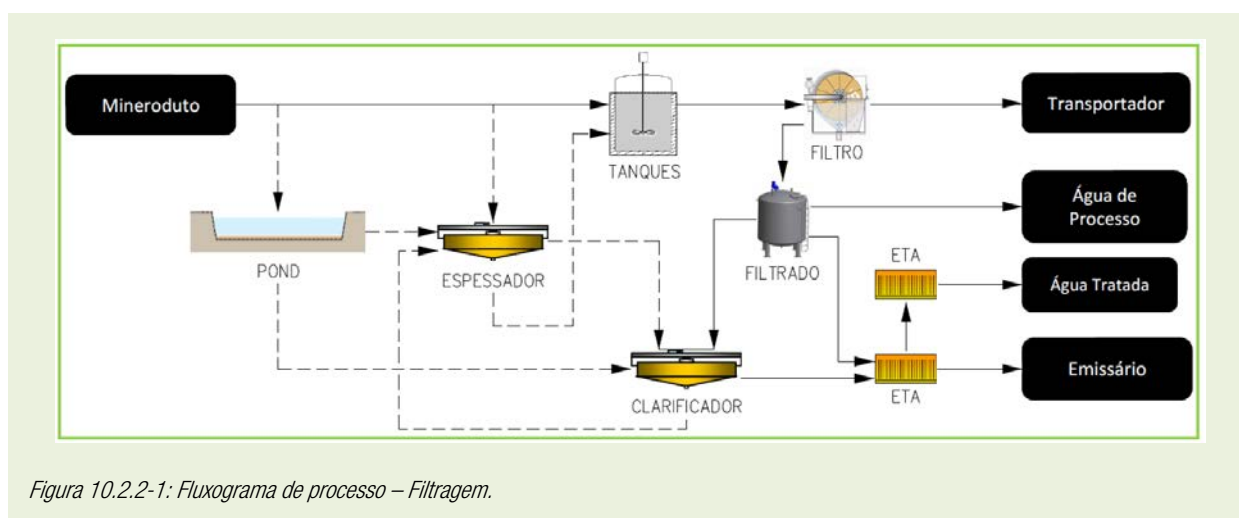 Mineroduto
TANQUES
FILTRO
Transportador
POND
ESPESSADOR
FILTRADO
Água de
Processo
ETA
Água Tratada
CLARIFICADOR
ETA
Emissário
Figura 10.2.2-1: Fluxograma de processo – Filtragem.